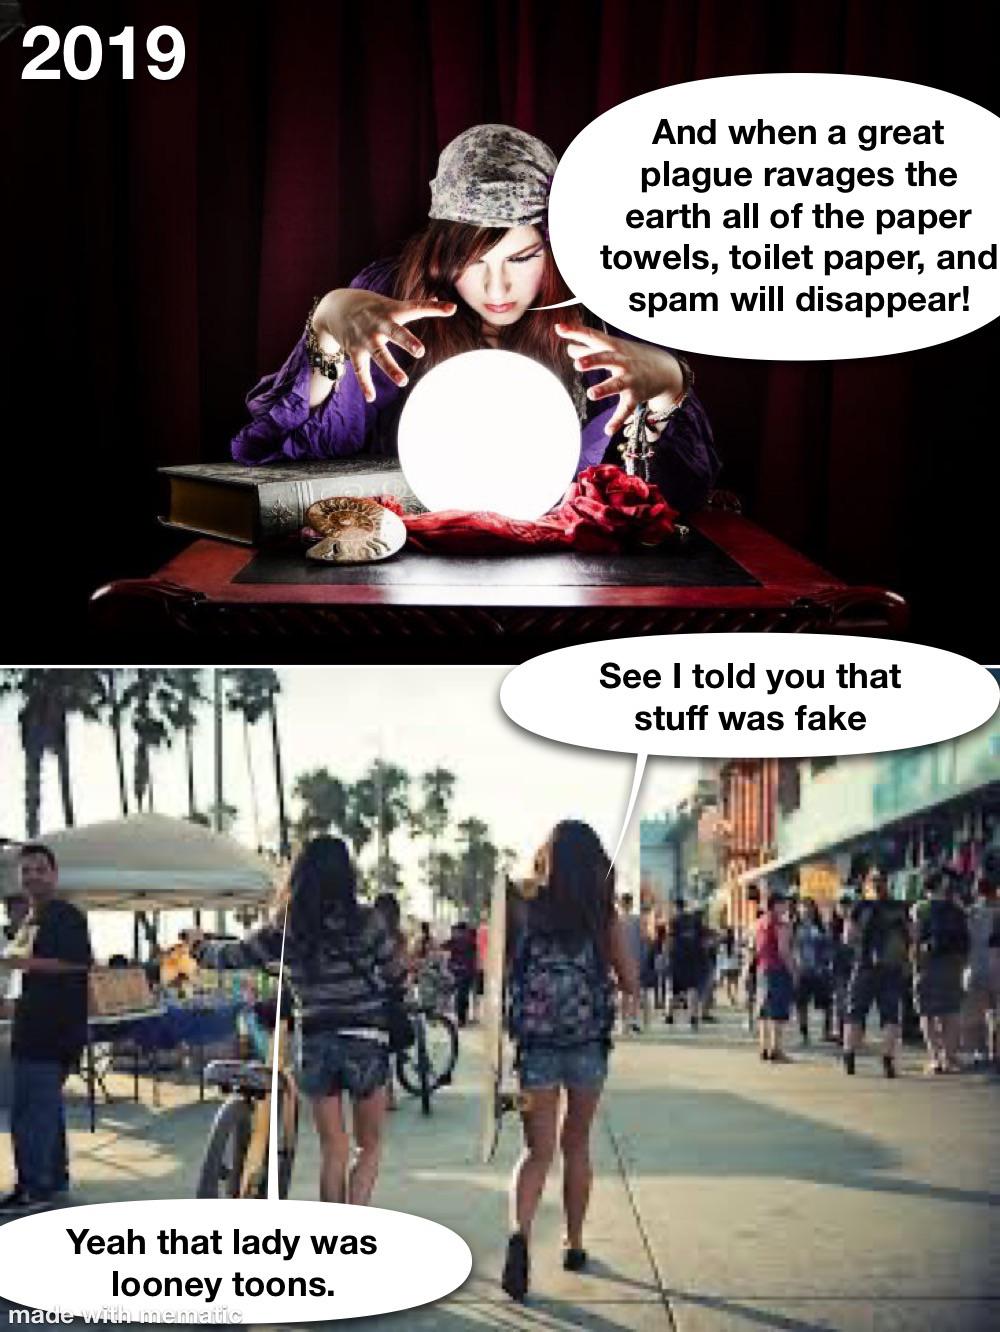 2019
And when a great
plague ravages the
earth all of the paper
towels, toilet paper, and
spam will disappear!
See I told you that
stuff was fake
Yeah that lady was
looney toons.
made with mematic